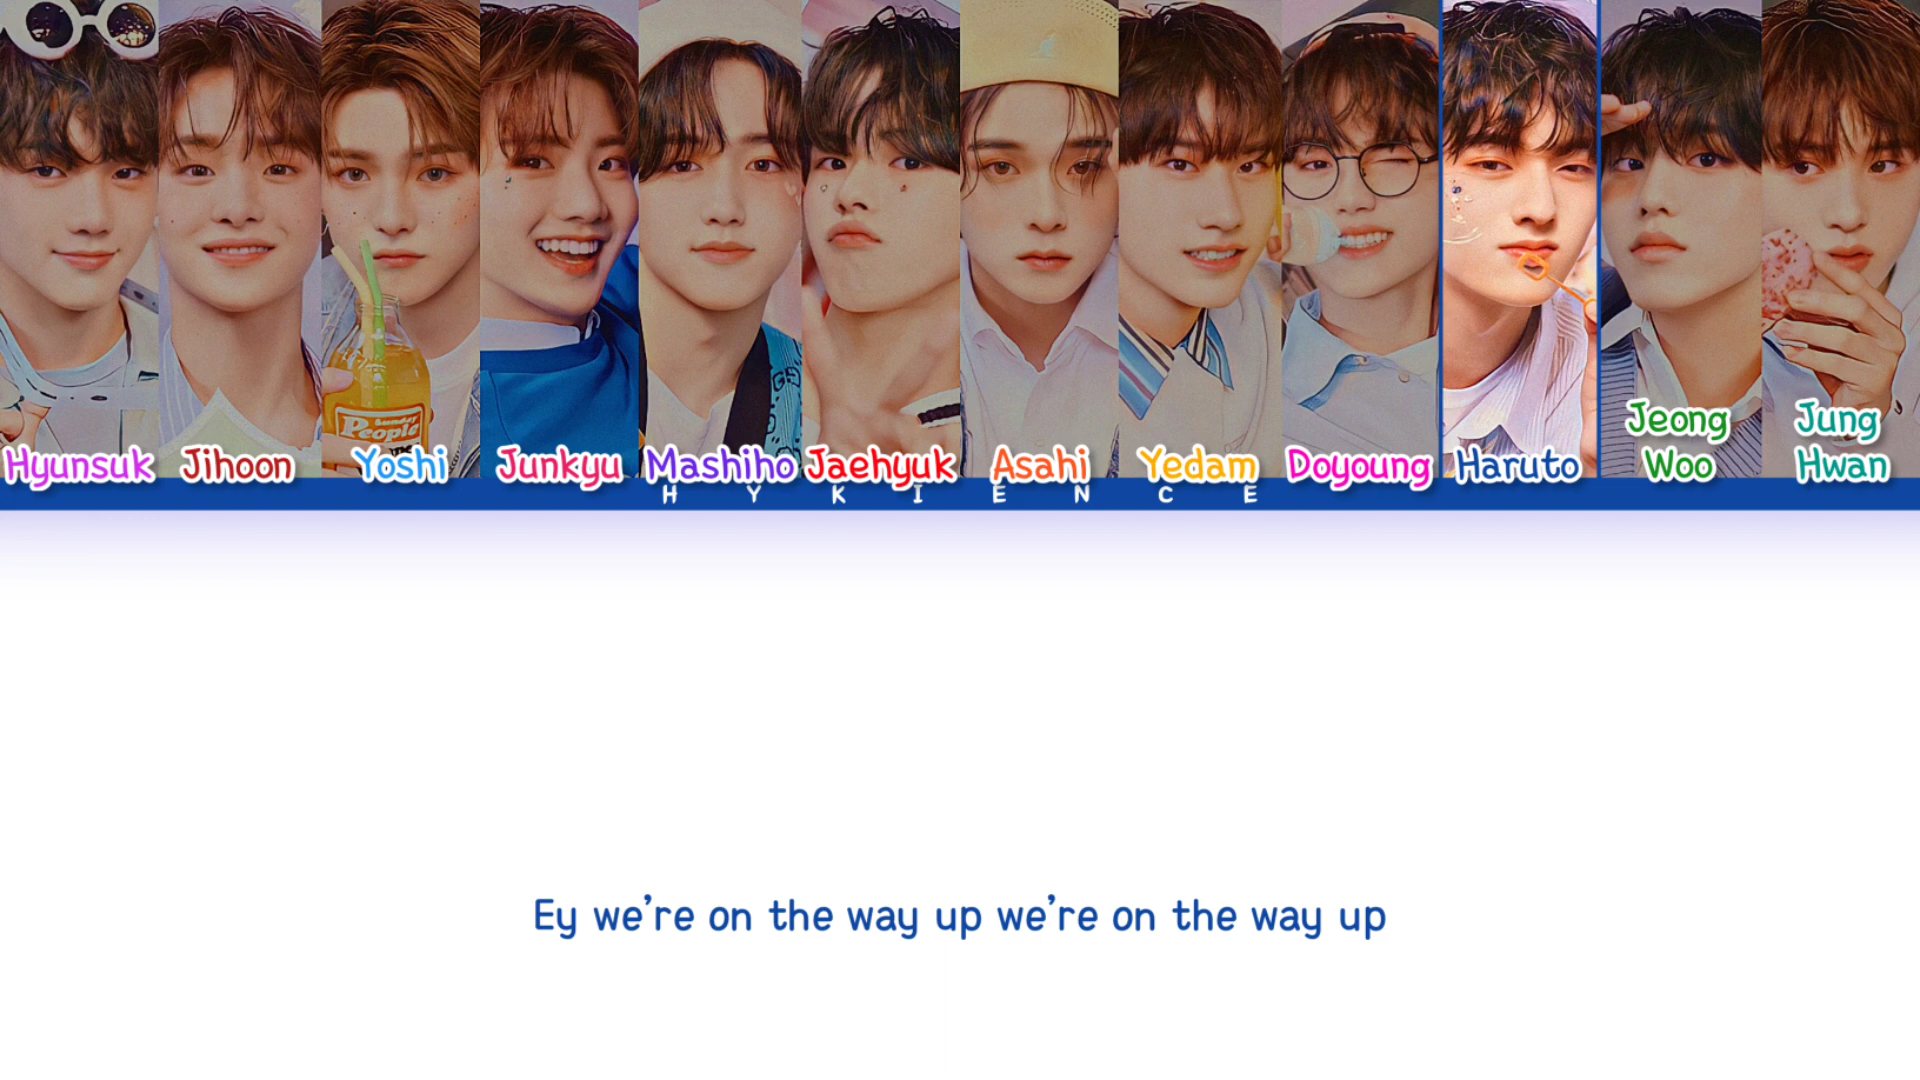 Hyunsuk Jihoon Yoshi Junkyu Mashiho Jaehyuk Asahi Yedam Doyoung Haruto Jeong Woo Jung Hwan
People
HYKIENCE
Ey we're on the way up we're on the way up